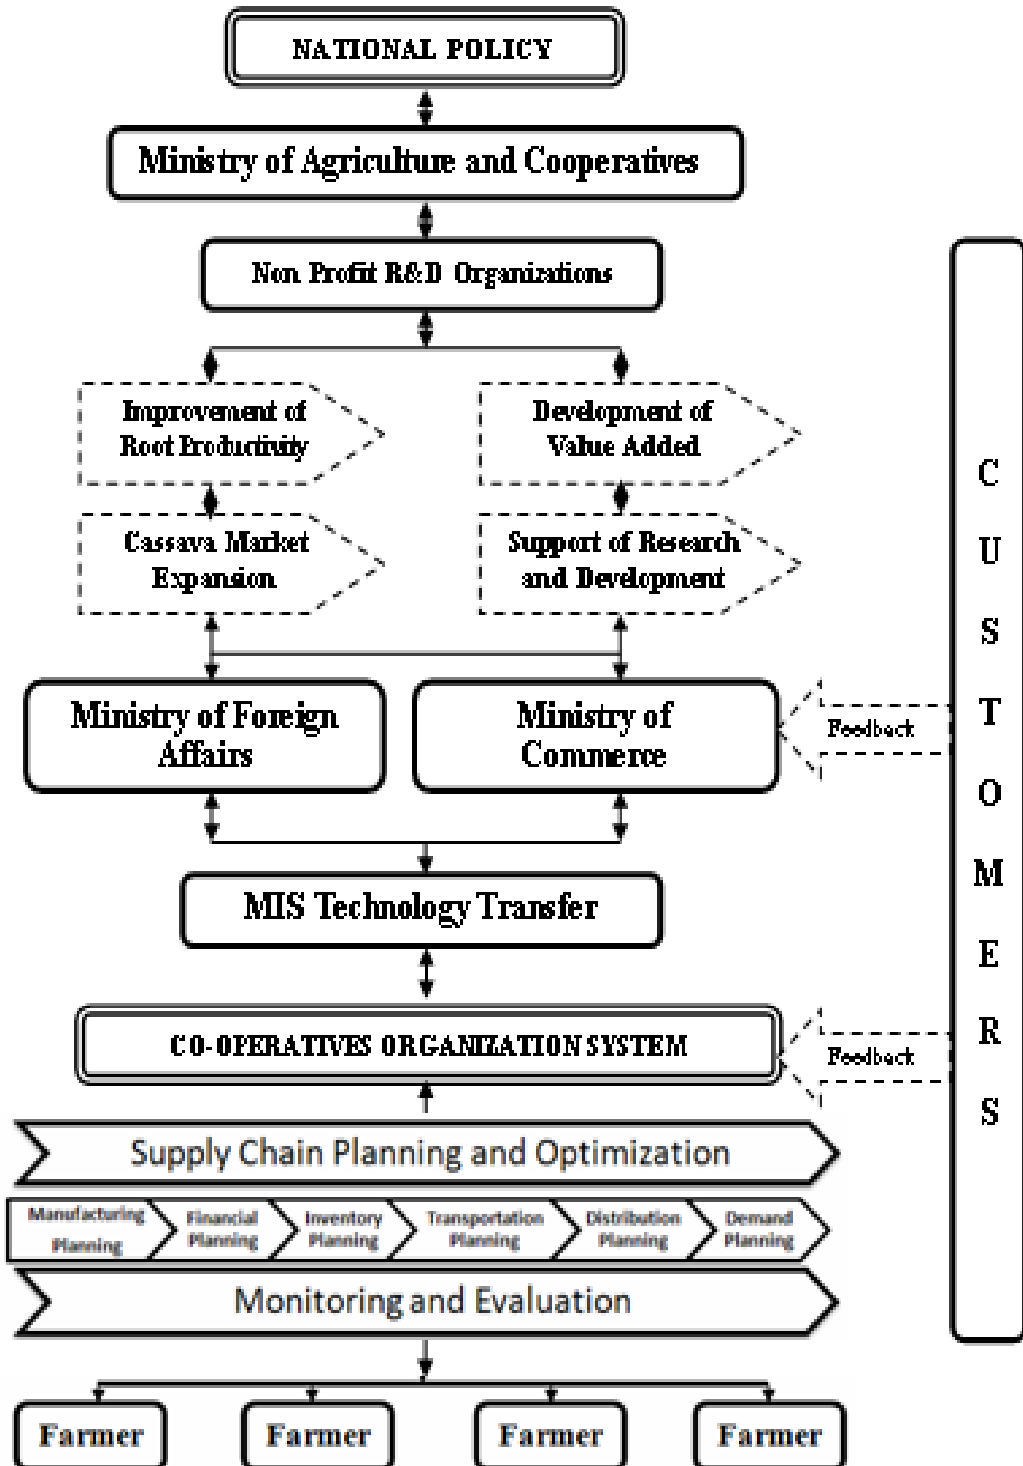 NATIONAL POLICY
Ministry of Agriculture and Cooperatives
Non Profit R&D Organizations
Improvement of
Root Productivity
Development of
Value Added
Cassava Market
Expansion
Support of Research
and Development
Ministry of Foreign
Affairs
Ministry of
Commerce
Feedback
MIS Technology Transfer
CO-OPERATIVES ORGANIZATION SYSTEM
Feedback
Supply Chain Planning and Optimization
Manufacturing
Planning
Financial
Planning
Inventory
Planning
Transportation
Planning
Distribution
Planning
Demand
Planning
Monitoring and Evaluation
Farmer
Farmer
Farmer
Farmer
C
U
S
T
O
M
E
R
S